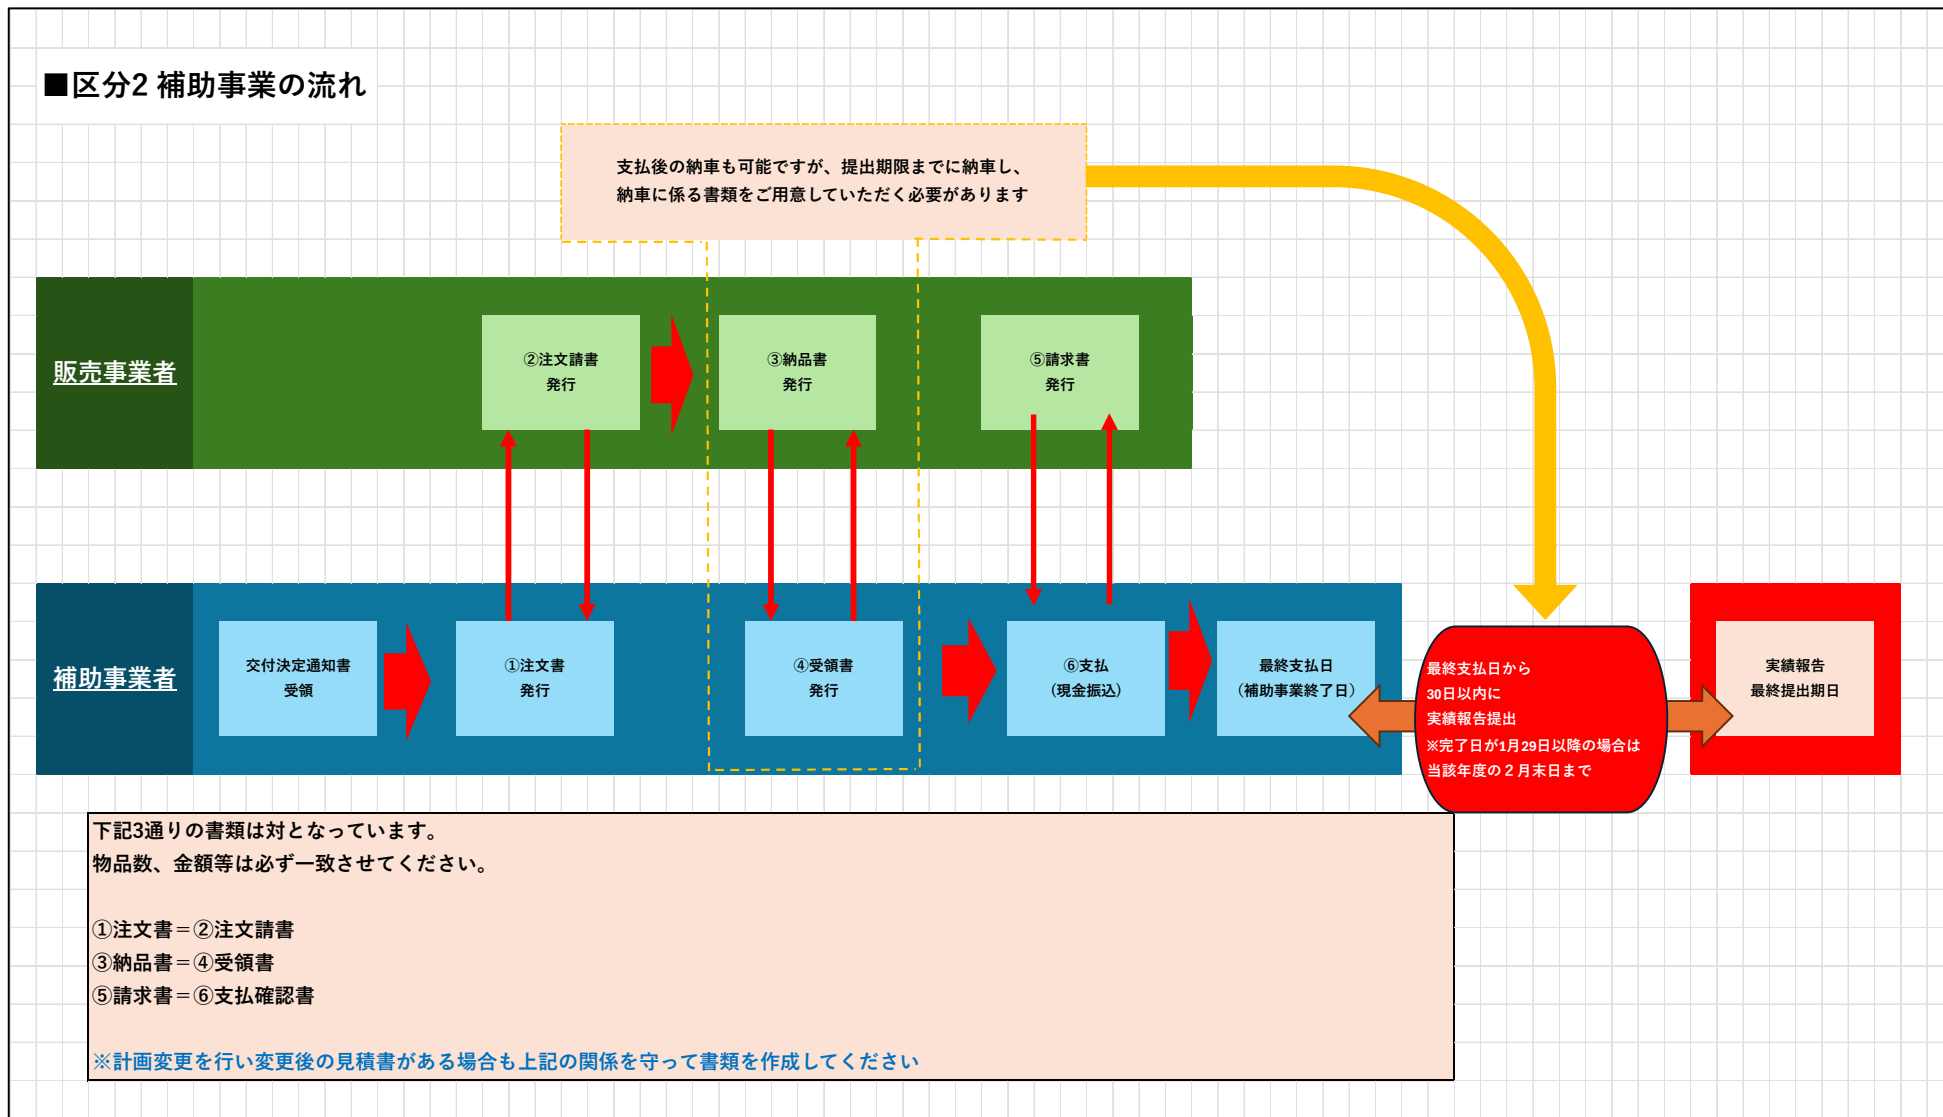 ■区分2 補助事業の流れ
支払後の納車も可能ですが、提出期限までに納車し、
納車に係る書類をご用意していただく必要があります
販売事業者
②注文請書
発行
③納品書
発行
⑤請求書
発行
補助事業者
交付決定通知書
受領
①注文書
発行
④受領書
発行
⑥支払
(現金振込)
最終支払日
（補助事業終了日）
最終支払日から
30日以内に
実績報告提出
※完了日が1月29日以降の場合は
当該年度の２月末日まで
実績報告
最終提出期日
下記3通りの書類は対となっています。
物品数、金額等は必ず一致させてください。
①注文書＝②注文請書
③納品書＝④受領書
⑤請求書＝⑥支払確認書
※計画変更を行い変更後の見積書がある場合も上記の関係を守って書類を作成してください